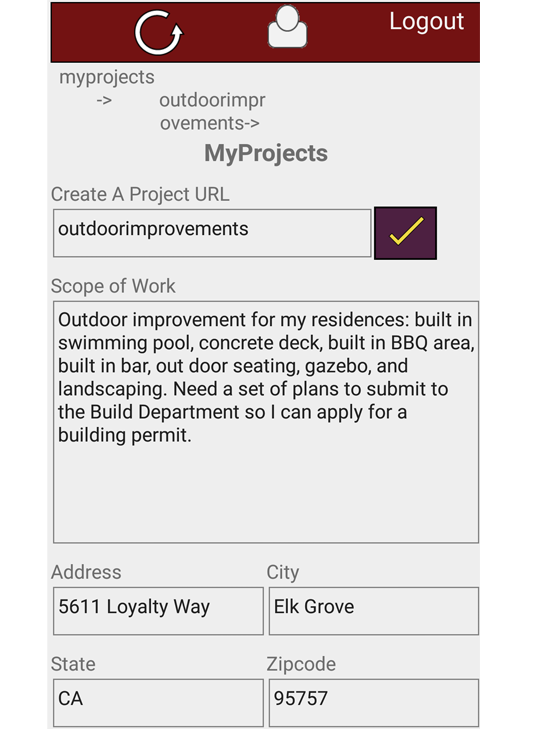 Logout
myprojects
-> outdoorimpr
ovements->
MyProjects
Create A Project URL
outdoorimprovements
Scope of Work
Outdoor improvement for my residences: built in
swimming pool, concrete deck, built in BBQ area,
built in bar, out door seating, gazebo, and
landscaping. Need a set of plans to submit to
the Build Department so I can apply for a
building permit.
Address City
5611 Loyalty Way Elk Grove
State Zipcode
CA 95757